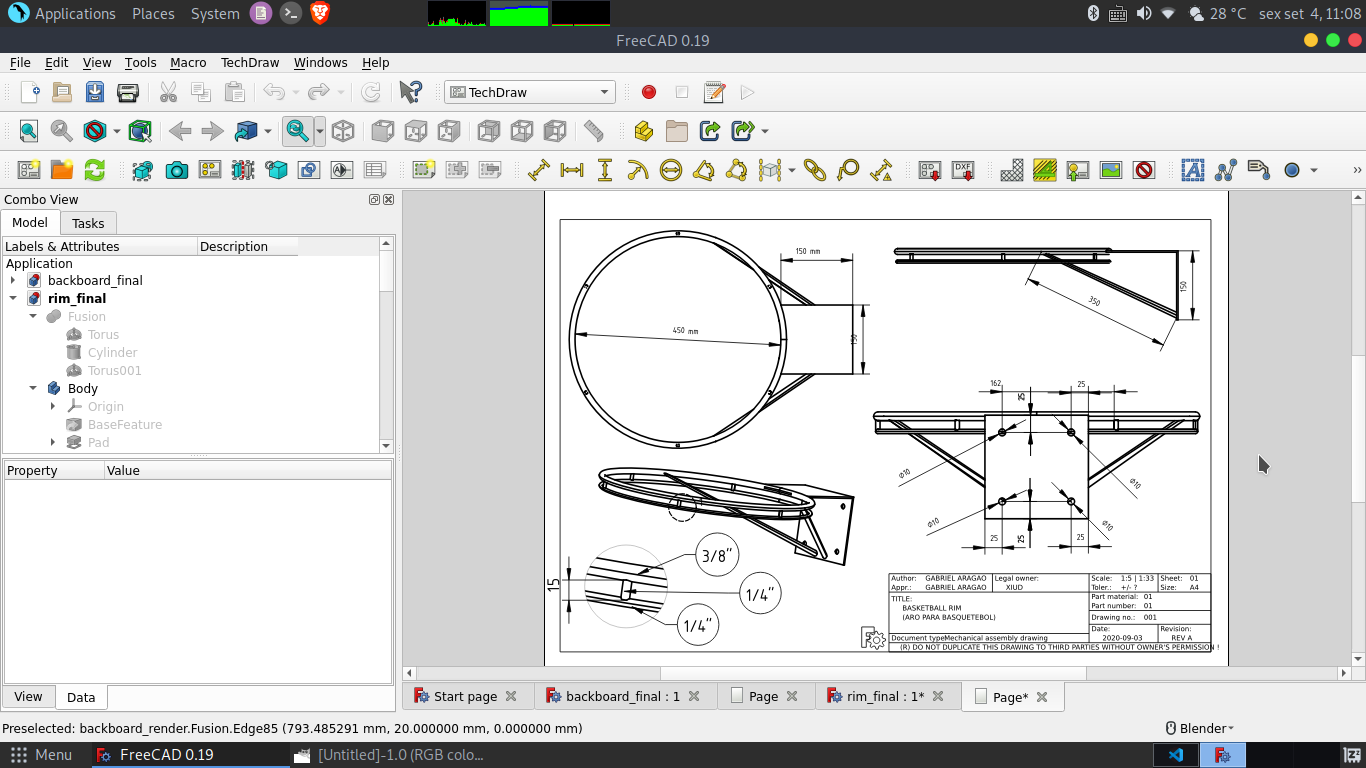 Applications Places System 28 °C sex set 4, 11:08
FreeCAD 0.19
File Edit View Tools Macro TechDraw Windows Help
TechDraw
DXF
Combo View
Model Tasks
Labels & Attributes Description
Application
backboard_final
rim_final
Fusion
Torus
Cylinder
Torus001
Body
Origin
BaseFeature
Pad
Property Value
View Data
150 mm
450 mm
150
350
150
162 25
25
Ø10 Ø10
Ø10 Ø10
25 25 25
3/8"
15
1/4"
1/4"
Author: GABRIEL ARAGAO Legal owner: Scale: 1:5 | 1:33 Sheet: 01
Appr.: GABRIEL ARAGAO XIUD Toler.: +/- ? Size: A4
TITLE: Part material: 01
BASKETBALL RIM Part number: 01
(ARO PARA BASQUETEBOL) Drawing no.: 001
Date: Revision:
Document typeMechanical assembly drawing 2020-09-03 REV A
(R) DO NOT DUPLICATE THIS DRAWING TO THIRD PARTIES WITHOUT OWNER'S PERMISSION !
Start page backboard_final : 1 Page rim_final : 1* Page*
Preselected: backboard_render.Fusion.Edge85 (793.485291 mm, 20.000000 mm, 0.000000 mm) Blender
Menu FreeCAD 0.19 [Untitled]-1.0 (RGB colo...